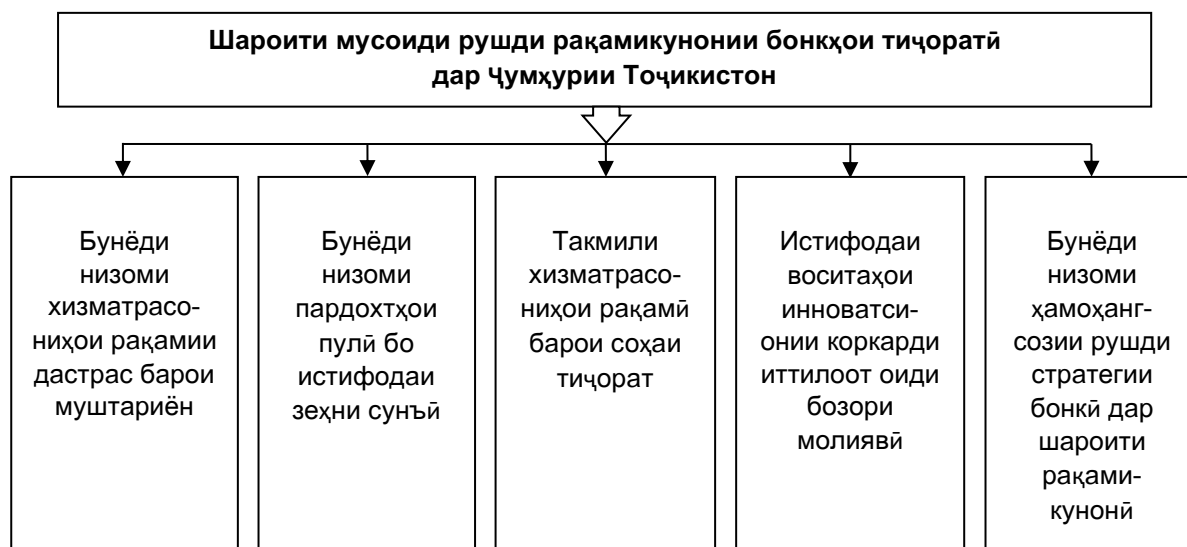 Шароити мусоиди рушди рақамикунонии бонкҳои тиҷоратӣ
дар Ҷумҳурии Тоҷикистон
Бунёди
низоми
хизматрасо-
ниҳои рақамии
дастрас барои
муштариён
Бунёди
низоми
пардохтҳои
пулӣ бо
истифодаи
зеҳни сунъӣ
Такмили
хизматрасо-
ниҳои рақамӣ
барои соҳаи
тиҷорат
Истифодаи
воситаҳои
инноватси-
онии коркарди
иттилоот оиди
бозори
молиявӣ
Бунёди
низоми
ҳамоҳанг-
созии рушди
стратегии
бонкӣ дар
шароити
рақами-
кунонӣ